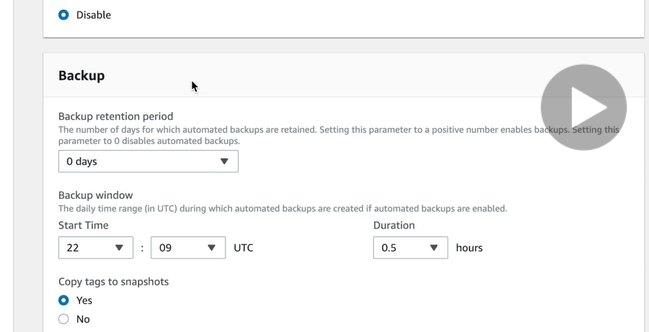 Disable
Backup
Backup retention period
The number of days for which automated backups are retained. Setting this parameter to a positive number enables backups. Setting this
parameter to 0 disables automated backups.
0 days
Backup window
The daily time range (in UTC) during which automated backups are created if automated backups are enabled.
Start Time Duration
22 : 09 UTC 0.5 hours
Copy tags to snapshots
Yes
No